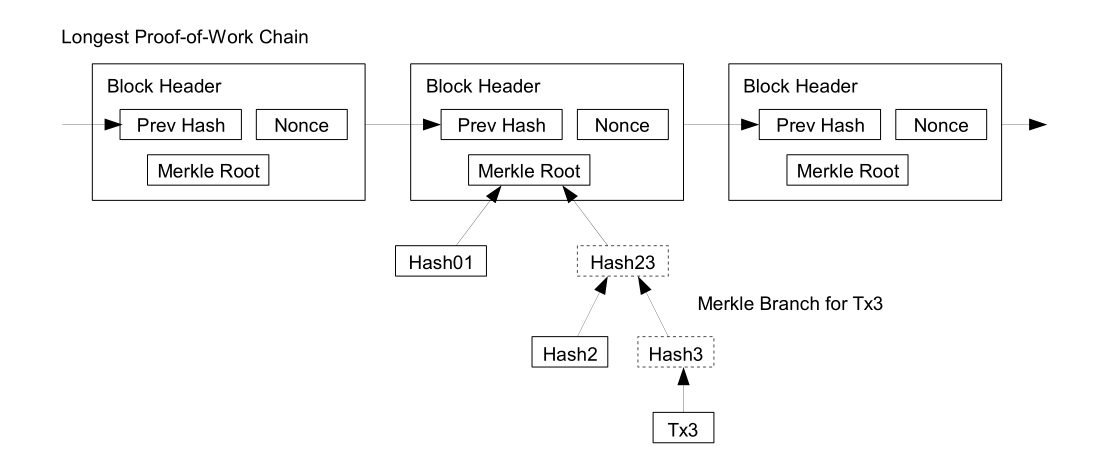 Longest Proof-of-Work Chain
Block Header
Block Header
Block Header
Prev Hash
Nonce
Prev Hash
Nonce
Prev Hash
Nonce
Merkle Root
Merkle Root
Merkle Root
Hash01
Hash23
Merkle Branch for Tx3
Hash2
Hash3
Tx3